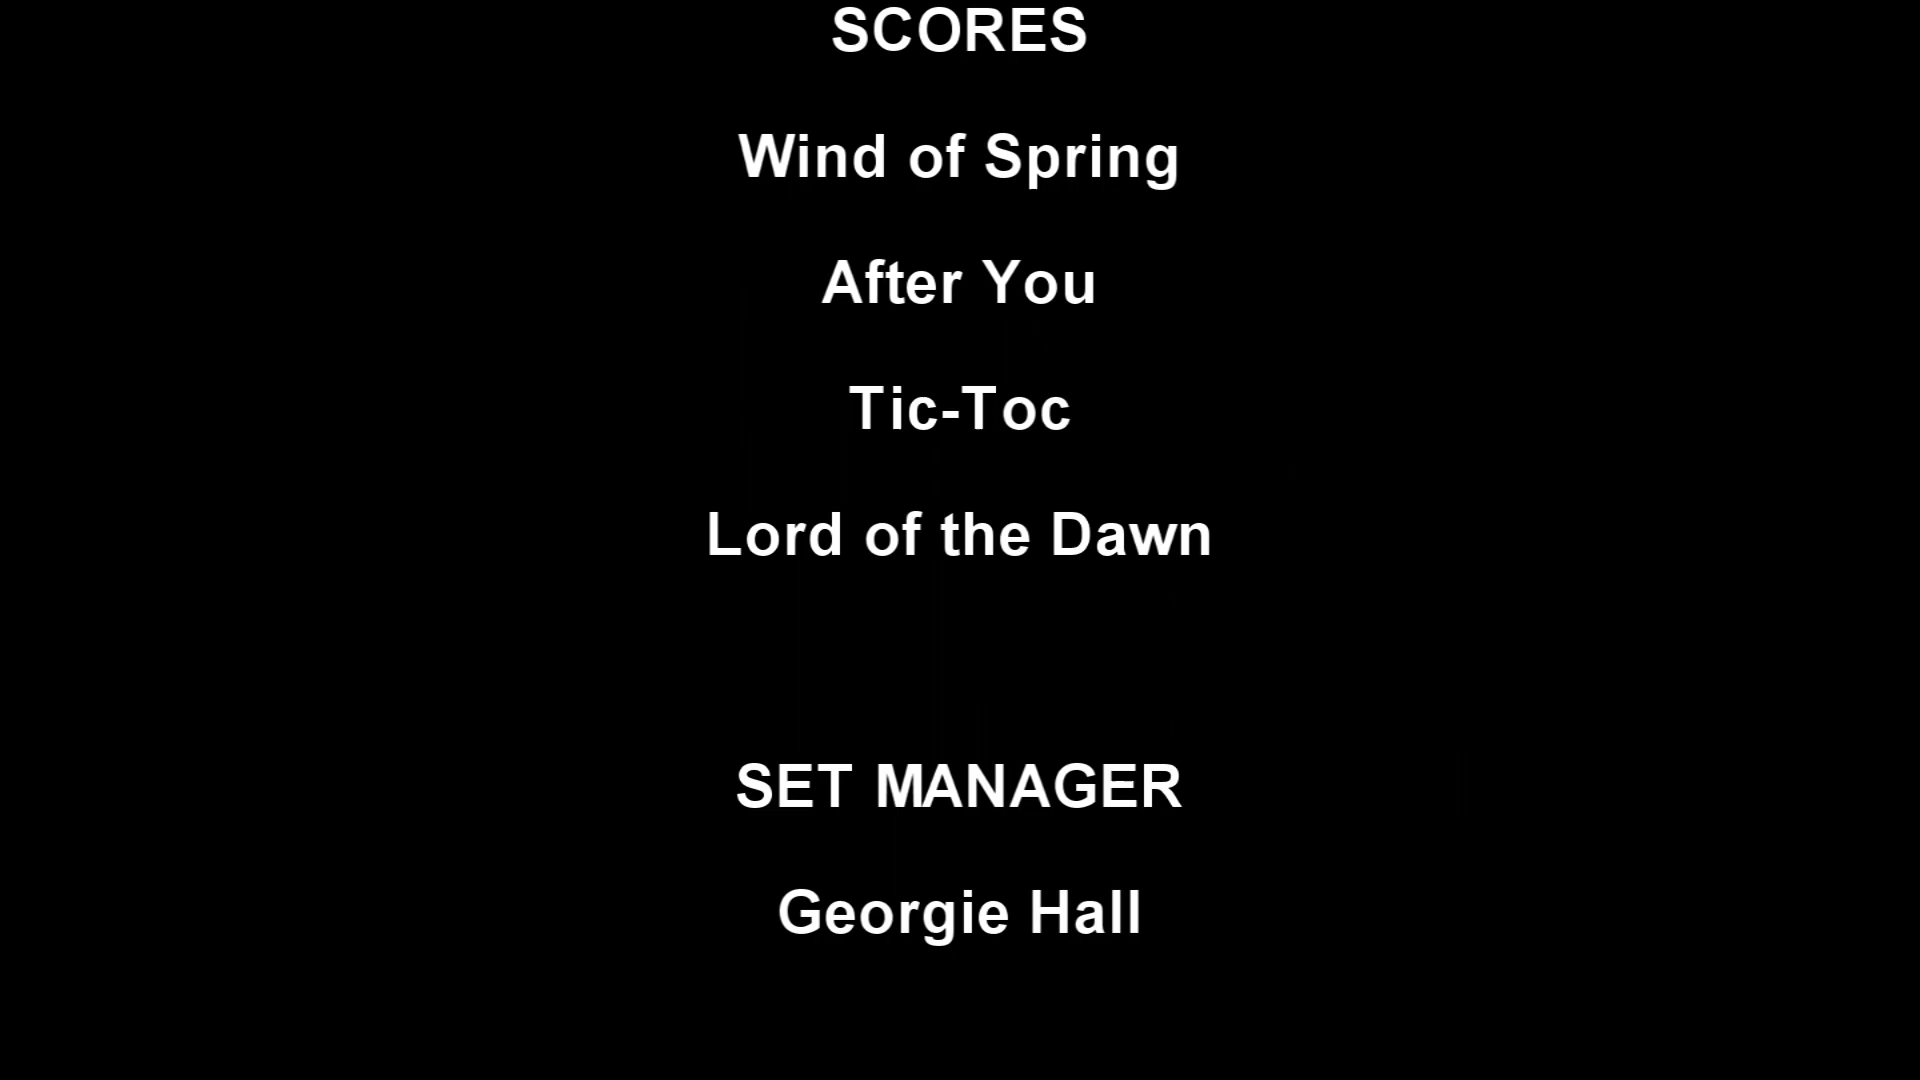 SCORES
Wind of Spring
After You
Tic-Toc
Lord of the Dawn
SET MANAGER
Georgie Hall